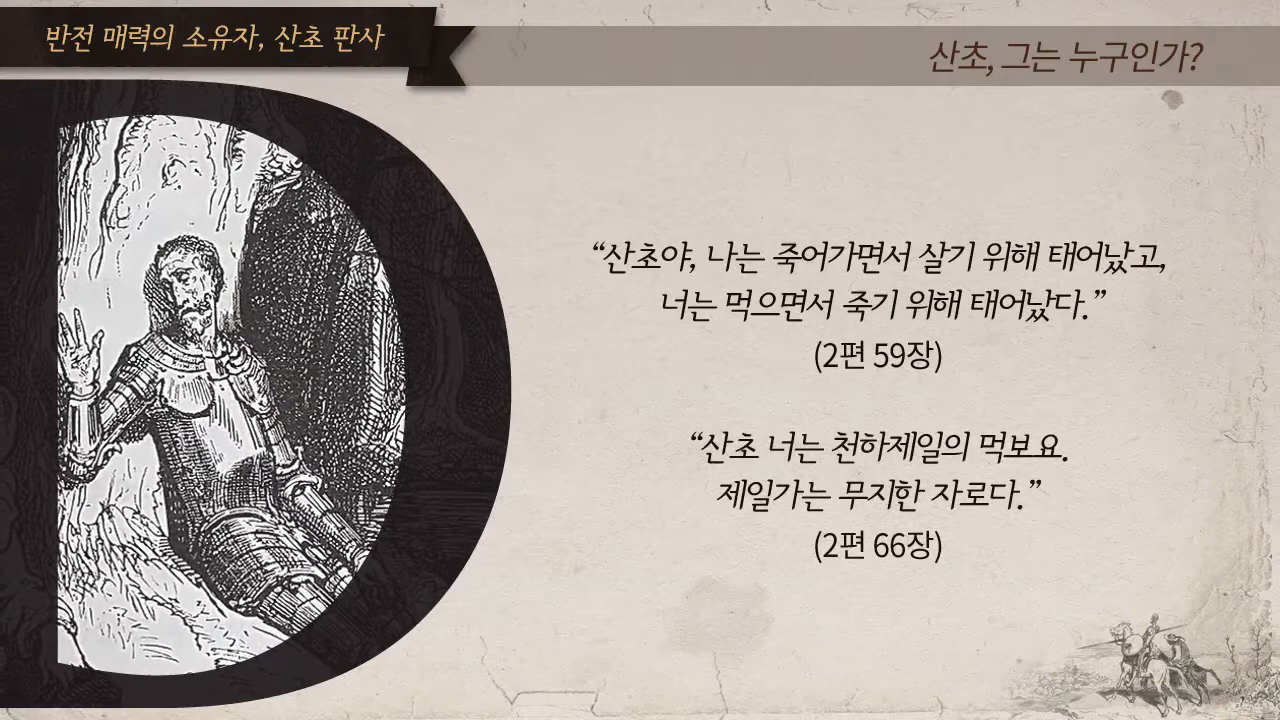 반전 매력의 소유자, 산초 판사
산초, 그는 누구인가?
“산초야, 나는 죽어가면서 살기 위해 태어났고,
너는 먹으면서 죽기 위해 태어났다.”
(2편 59장)
“산초 너는 천하제일의 먹보요.
제일가는 무지한 자로다.”
(2편 66장)